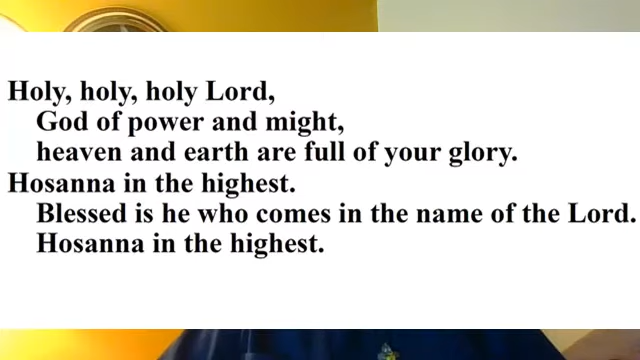 Holy, holy, holy Lord,
God of power and might,
heaven and earth are full of your glory.
Hosanna in the highest.
Blessed is he who comes in the name of the Lord.
Hosanna in the highest.